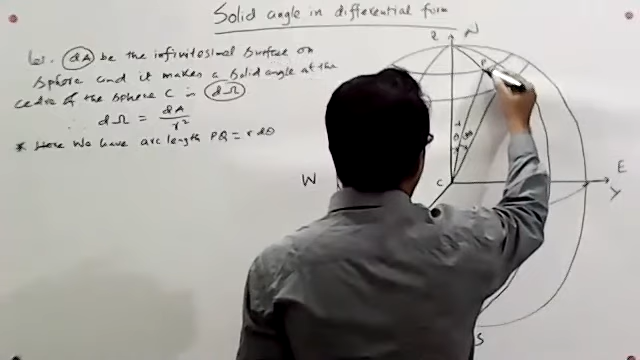 Solid angle in differential form
Let. dA be the infinitesimal surface on
sphere and it makes a solid angle at the
centre of the sphere C is dΩ
∴ dΩ = dA / r²
* Here We have arc length PQ = r dθ
Z N
P
θ dθ
W C E
Y
S